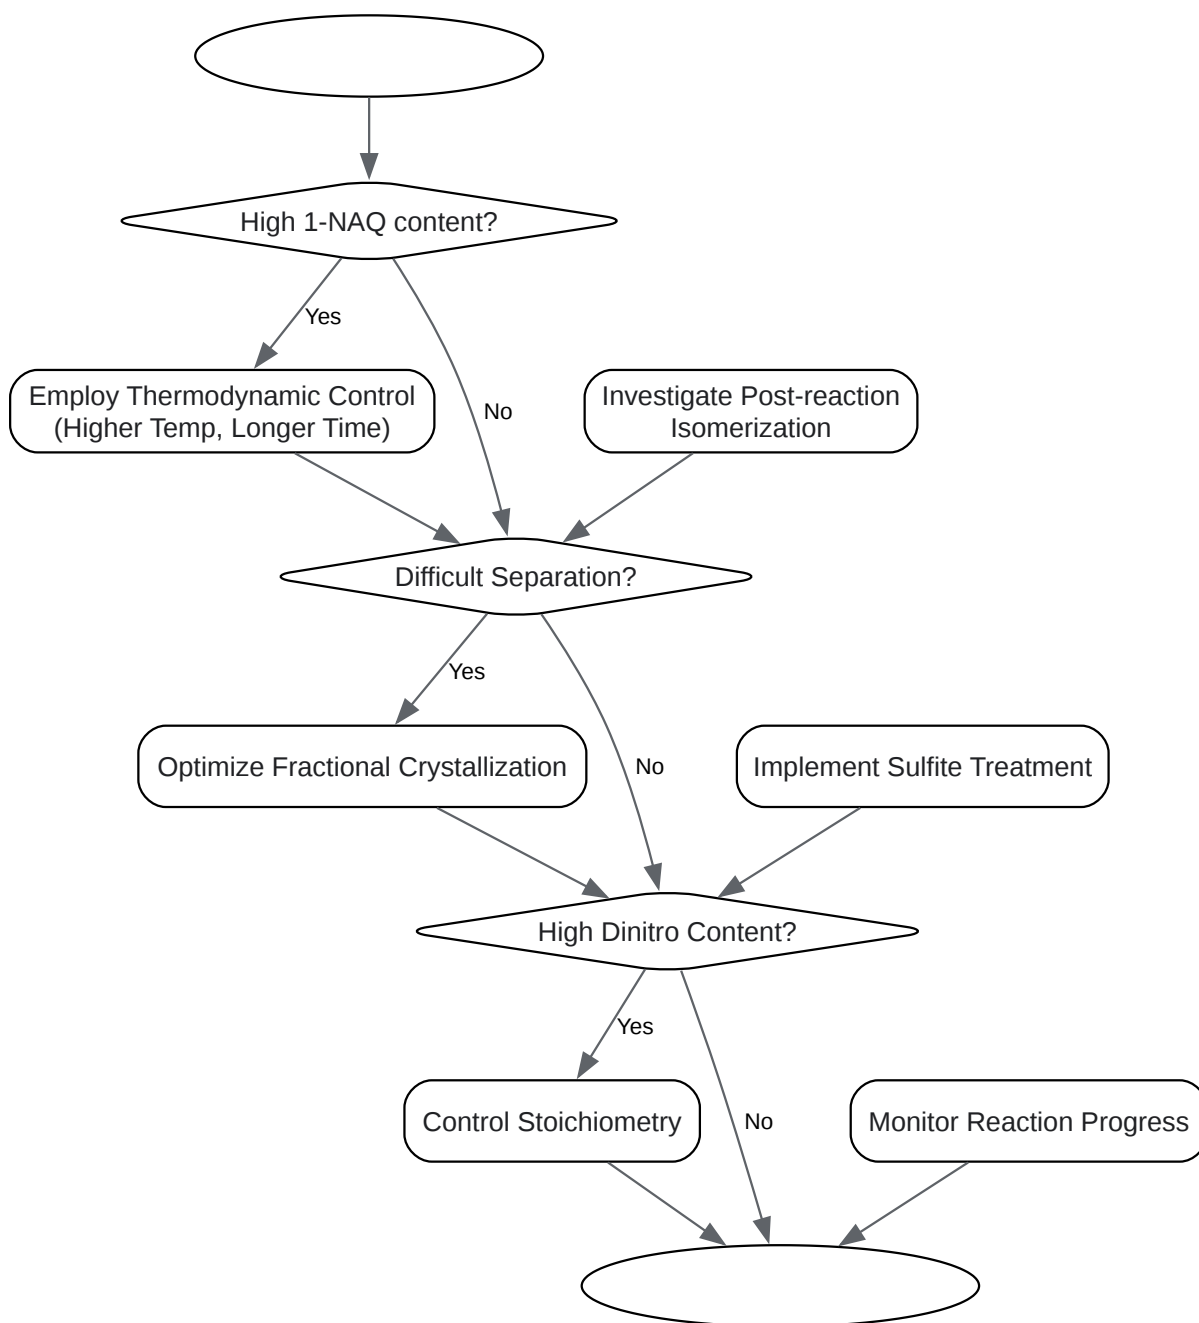 High 1-NAQ content?
Yes
Employ Thermodynamic Control
(Higher Temp, Longer Time)
No
Investigate Post-reaction
Isomerization
Difficult Separation?
Yes
Optimize Fractional Crystallization
No
Implement Sulfite Treatment
High Dinitro Content?
Yes
Control Stoichiometry
No
Monitor Reaction Progress